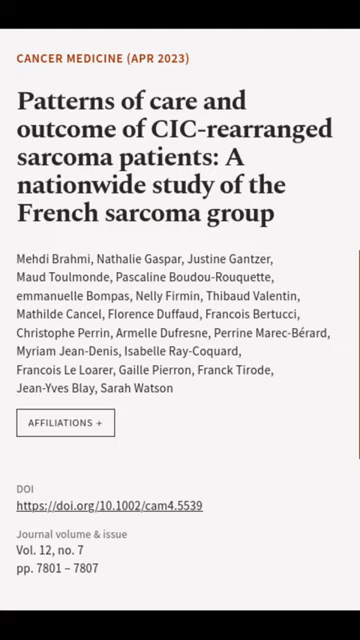 CANCER MEDICINE (APR 2023)
Patterns of care and
outcome of CIC-rearranged
sarcoma patients: A
nationwide study of the
French sarcoma group
Mehdi Brahmi, Nathalie Gaspar, Justine Gantzer,
Maud Toulmonde, Pascaline Boudou-Rouquette,
emmanuelle Bompas, Nelly Firmin, Thibaud Valentin,
Mathilde Cancel, Florence Duffaud, Francois Bertucci,
Christophe Perrin, Armelle Dufresne, Perrine Marec-Bérard,
Myriam Jean-Denis, Isabelle Ray-Coquard,
Francois Le Loarer, Gaille Pierron, Franck Tirode,
Jean-Yves Blay, Sarah Watson
AFFILIATIONS +
DOI
https://doi.org/10.1002/cam4.5539
Journal volume & issue
Vol. 12, no. 7
pp. 7801 – 7807